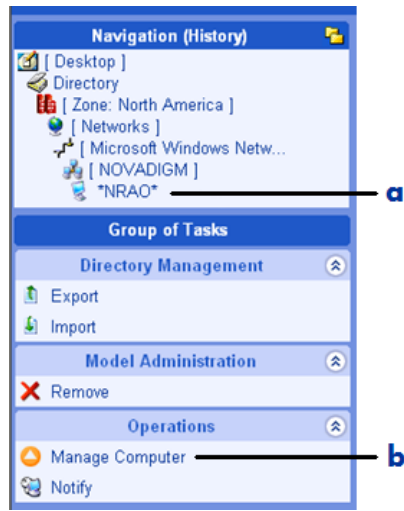 Navigation (History)
[ Desktop ]
Directory
[ Zone: North America ]
[ Networks ]
[ Microsoft Windows Netw...
[ NOVADIGM ]
*NRAO*
a
Group of Tasks
Directory Management
Export
Import
Model Administration
Remove
Operations
Manage Computer
b
Notify